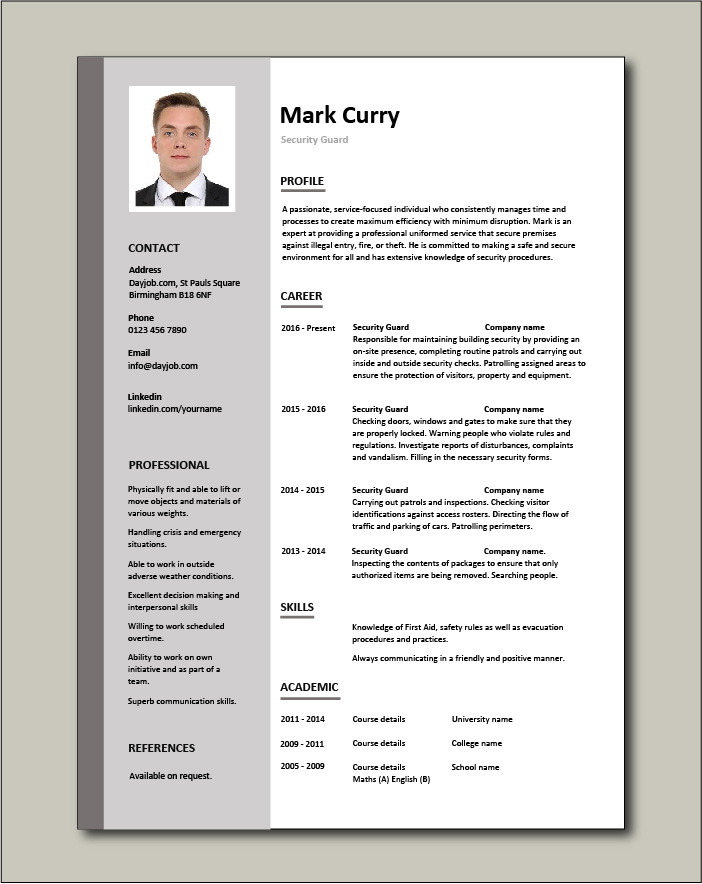 Mark Curry
Security Guard
CONTACT
Address
Dayjob.com, St Pauls Square
Birmingham B18 6NF
Phone
0123 456 7890
Email
info@dayjob.com
Linkedin
linkedin.com/yourname
PROFESSIONAL
Physically fit and able to lift or
move objects and materials of
various weights.
Handling crisis and emergency
situations.
Able to work in outside
adverse weather conditions.
Excellent decision making and
interpersonal skills
Willing to work scheduled
overtime.
Ability to work on own
initiative and as part of a
team.
Superb communication skills.
REFERENCES
Available on request.
PROFILE
A passionate, service-focused individual who consistently manages time and
processes to create maximum efficiency with minimum disruption. Mark is an
expert at providing a professional uniformed service that secure premises
against illegal entry, fire, or theft. He is committed to making a safe and secure
environment for all and has extensive knowledge of security procedures.
CAREER
2016 - Present Security Guard Company name
Responsible for maintaining building security by providing an
on-site presence, completing routine patrols and carrying out
inside and outside security checks. Patrolling assigned areas to
ensure the protection of visitors, property and equipment.
2015 - 2016 Security Guard Company name
Checking doors, windows and gates to make sure that they
are properly locked. Warning people who violate rules and
regulations. Investigate reports of disturbances, complaints
and vandalism. Filling in the necessary security forms.
2014 - 2015 Security Guard Company name
Carrying out patrols and inspections. Checking visitor
identifications against access rosters. Directing the flow of
traffic and parking of cars. Patrolling perimeters.
2013 - 2014 Security Guard Company name.
Inspecting the contents of packages to ensure that only
authorized items are being removed. Searching people.
SKILLS
Knowledge of First Aid, safety rules as well as evacuation
procedures and practices.
Always communicating in a friendly and positive manner.
ACADEMIC
2011 - 2014 Course details University name
2009 - 2011 Course details College name
2005 - 2009 Course details School name
Maths (A) English (B)